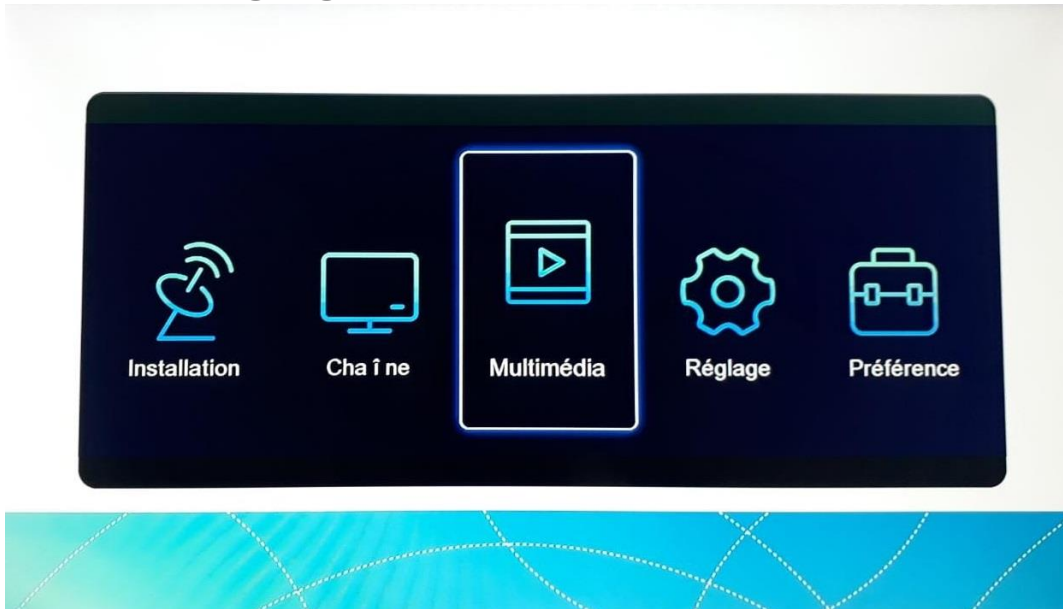 Installation
Cha î ne
Multimédia
Réglage
Préférence